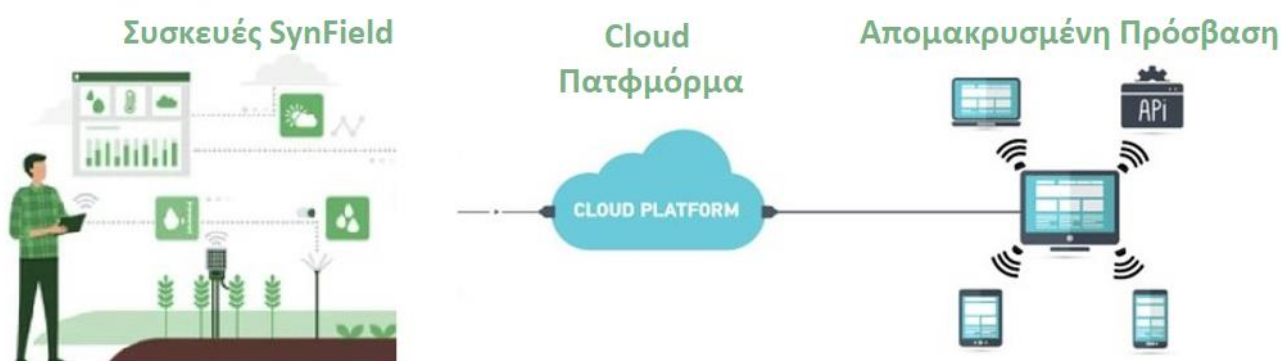 Συσκευές SynField
Cloud
Πατφμόρμα
Απομακρυσμένη Πρόσβαση
APi
CLOUD PLATFORM